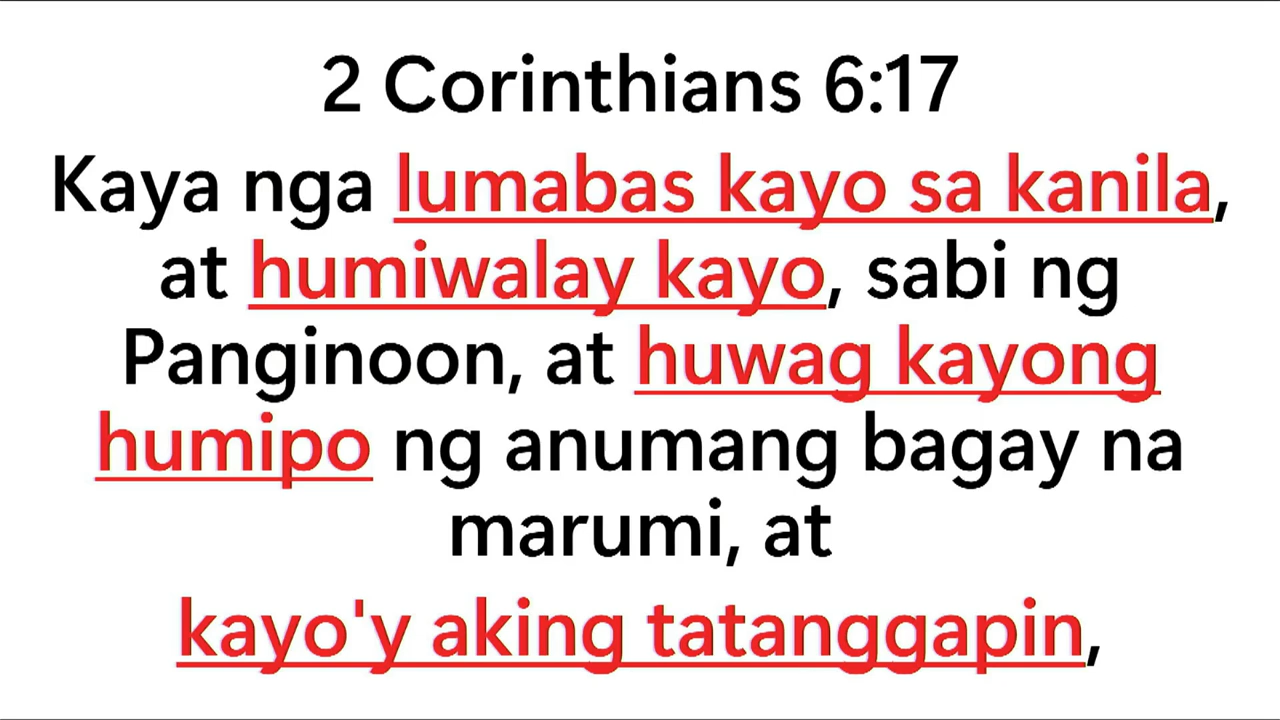 2 Corinthians 6:17
Kaya nga lumabas kayo sa kanila,
at humiwalay kayo, sabi ng
Panginoon, at huwag kayong
humipo ng anumang bagay na
marumi, at
kayo'y aking tatanggapin,